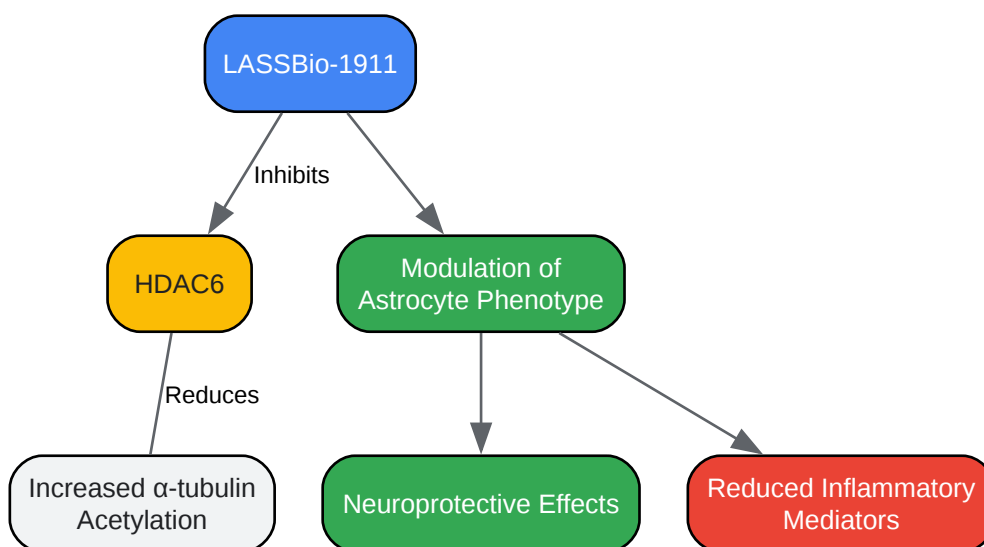 LASSBio-1911
Inhibits
HDAC6
Modulation of
Astrocyte Phenotype
Reduces
Increased α-tubulin
Acetylation
Neuroprotective Effects
Reduced Inflammatory
Mediators